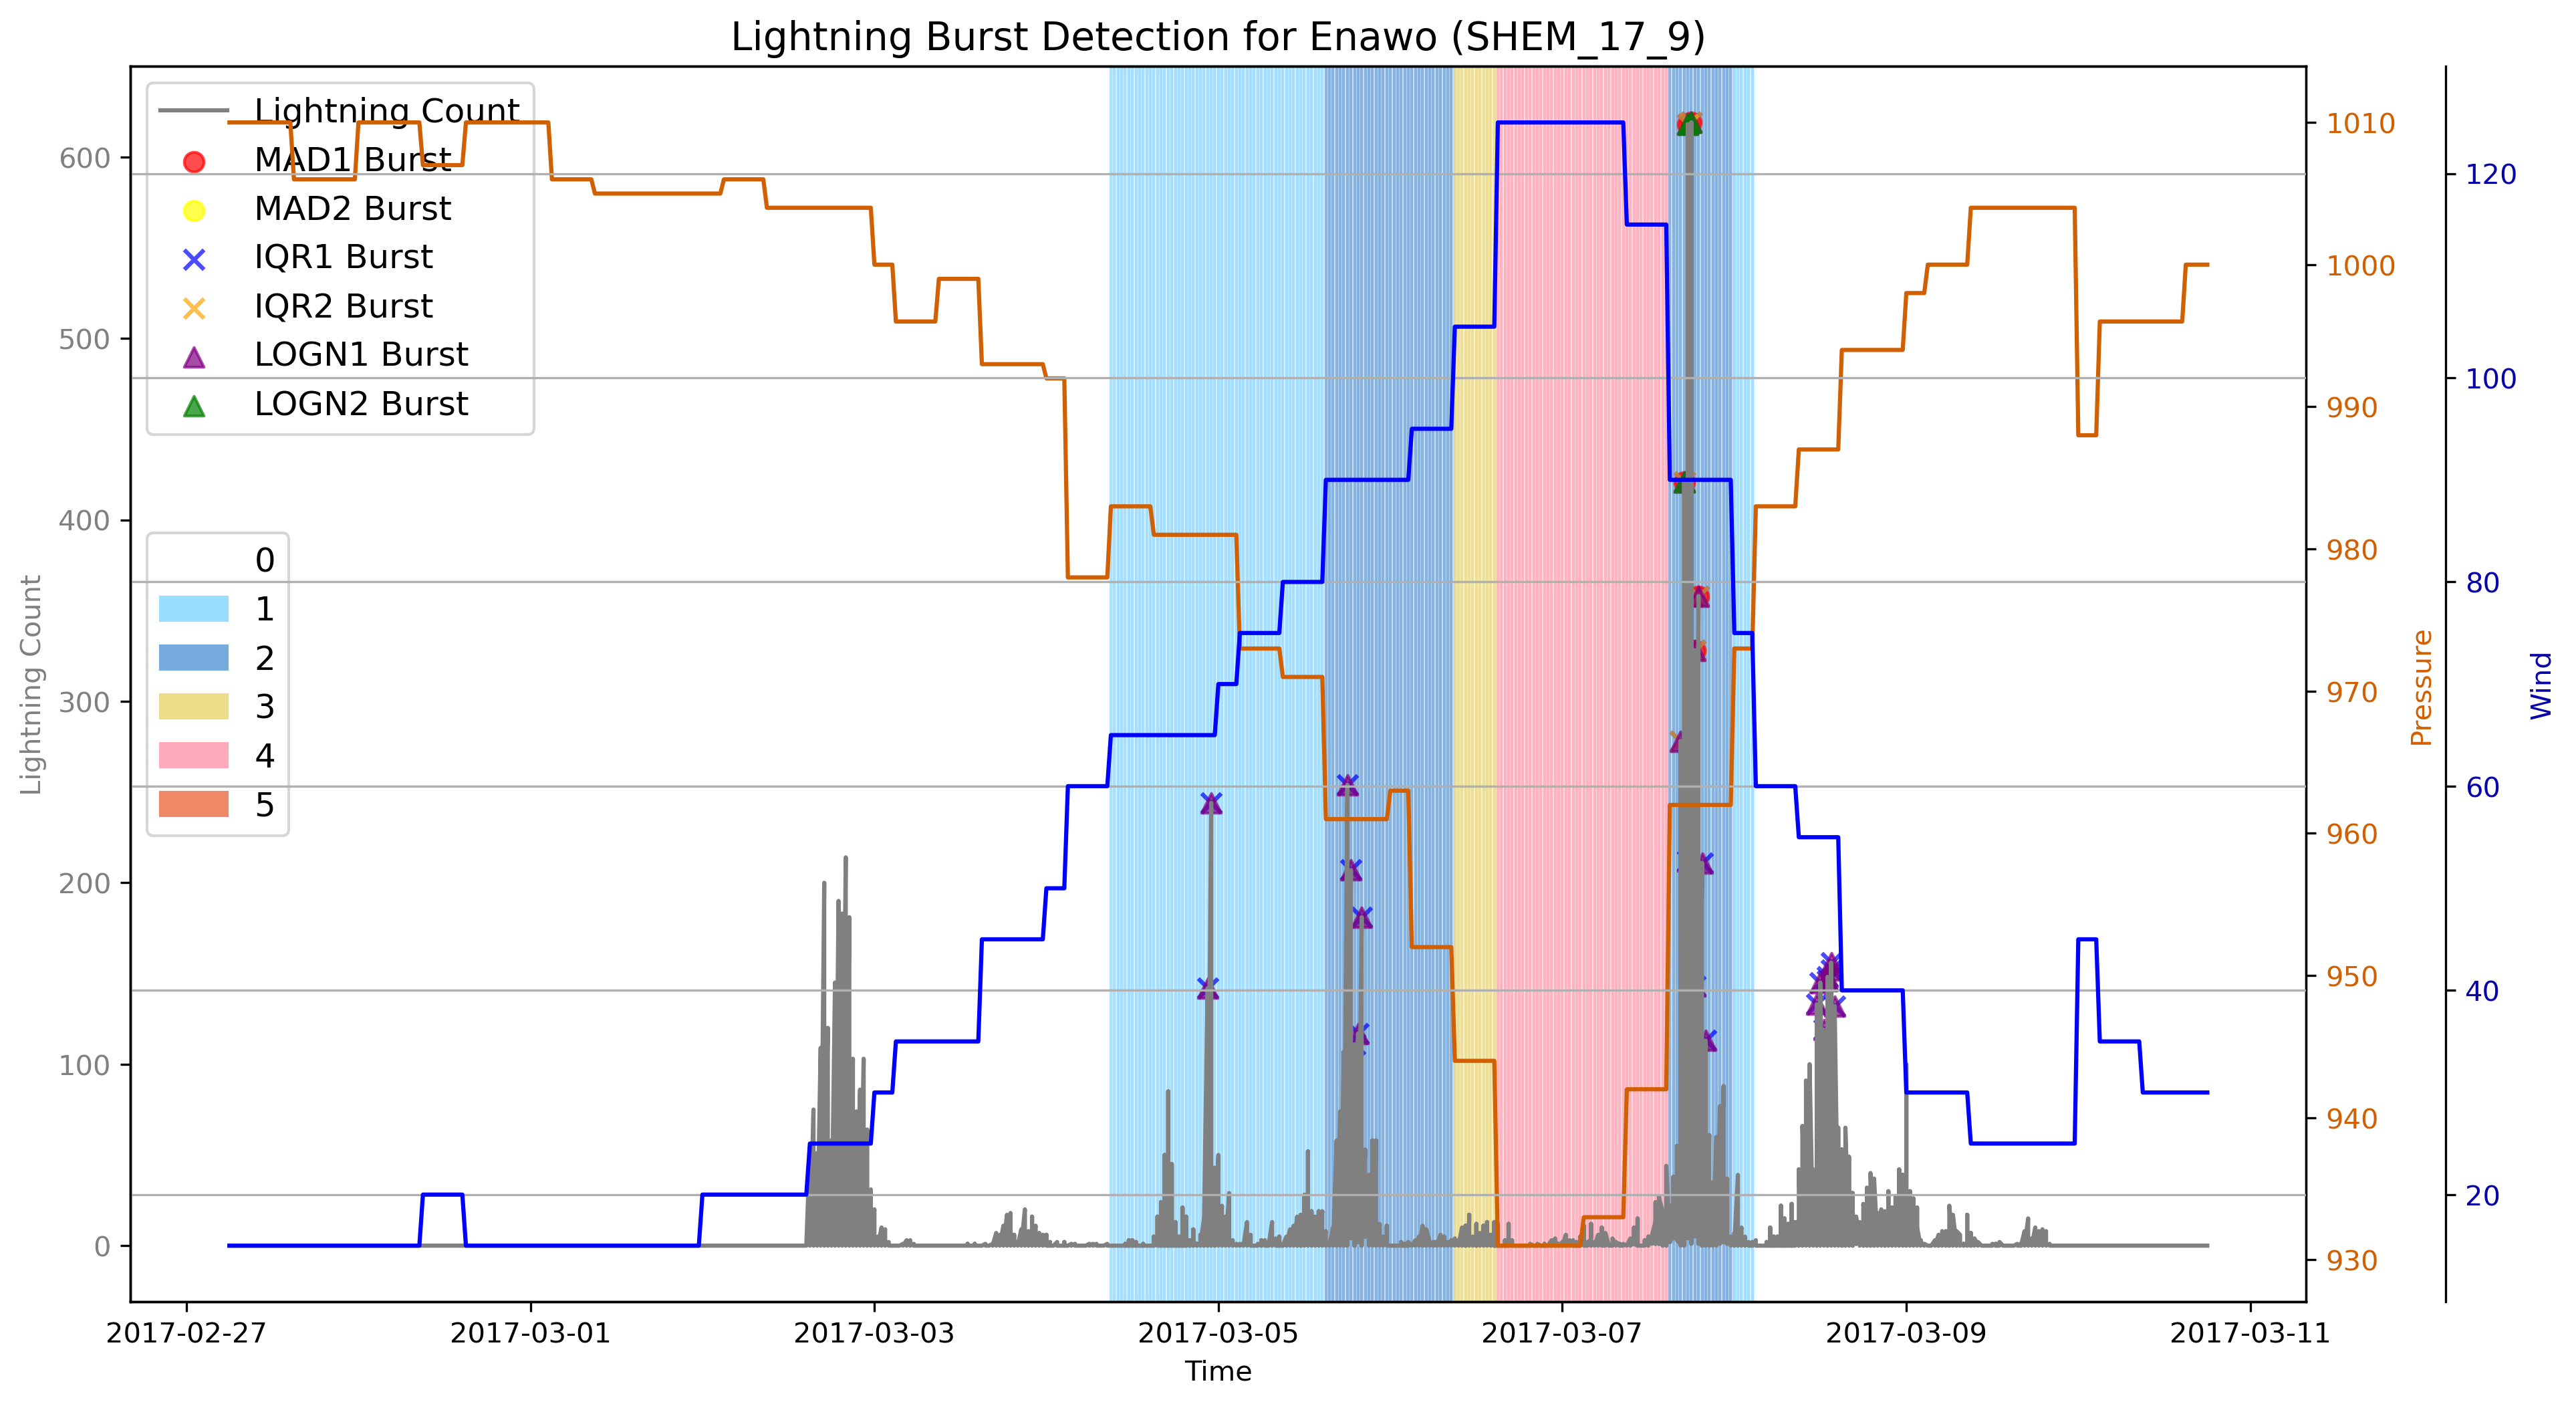 Lightning Burst Detection for Enawo (SHEM_17_9)
Lightning Count
MAD1 Burst
MAD2 Burst
IQR1 Burst
IQR2 Burst
LOGN1 Burst
LOGN2 Burst
0
1
2
3
4
5
Lightning Count
600
500
400
300
200
100
0
1010
1000
990
980
970
960
950
940
930
Pressure
120
100
80
60
40
20
Wind
2017-02-27 2017-03-01 2017-03-03 2017-03-05 2017-03-07 2017-03-09 2017-03-11
Time